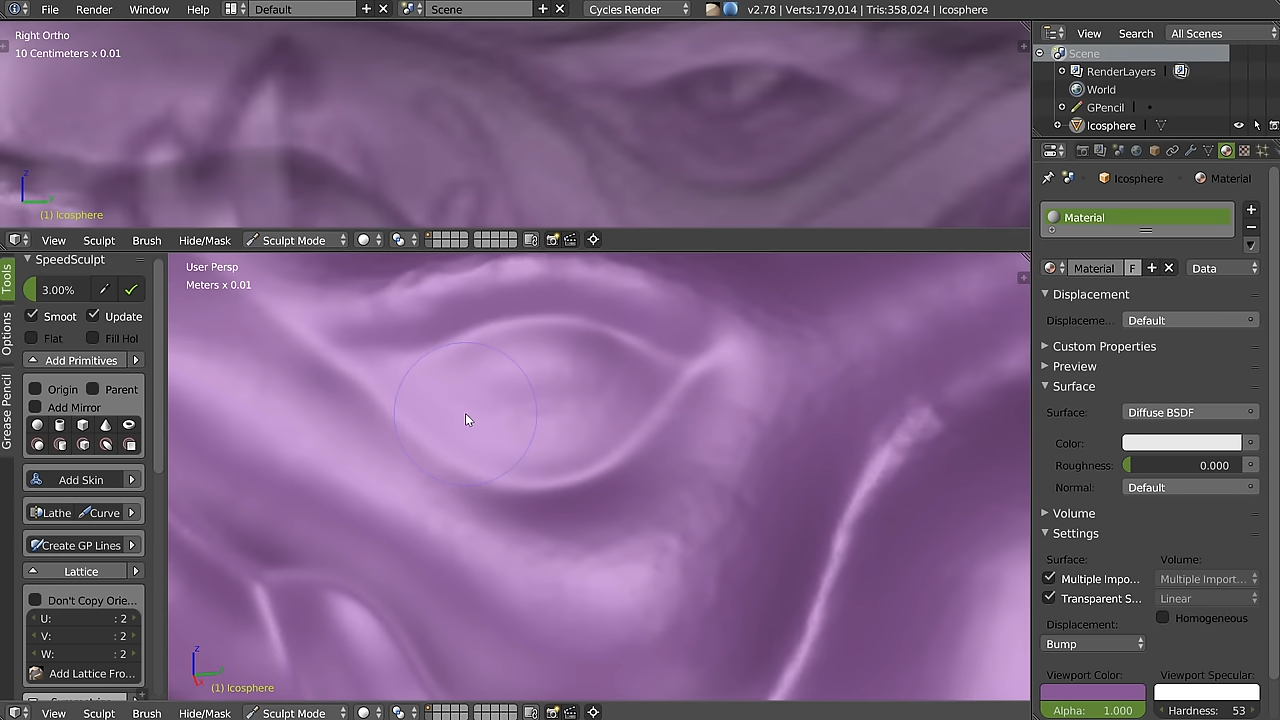 File Render Window Help Default Scene Cycles Render v2.78 | Verts:179,014 | Tris:358,024 | Icosphere
Right Ortho
10 Centimeters x 0.01
z
(1) Icosphere
View Sculpt Brush Hide/Mask Sculpt Mode
SpeedSculpt
3.00%
Smoot Update
Flat Fill Hol
Add Primitives
Origin Parent
Add Mirror
Add Skin
Lathe Curve
Create GP Lines
Lattice
Don't Copy Orie...
U: : 2
V: : 2
W: : 2
Add Lattice Fro...
Tools
Options
Grease Pencil
User Persp
Meters x 0.01
z
(1) Icosphere
View Sculpt Brush Hide/Mask Sculpt Mode
View Search All Scenes
Scene
RenderLayers
World
GPencil
Icosphere
Icosphere Material
Material
Material F Data
Displacement
Displaceme... Default
Custom Properties
Preview
Surface
Surface: Diffuse BSDF
Color:
Roughness: 0.000
Normal: Default
Volume
Settings
Surface: Volume:
Multiple Impo... Multiple Import...
Transparent S... Linear
Homogeneous
Displacement:
Bump
Viewport Color: Viewport Specular:
Alpha: 1.000 Hardness: 53